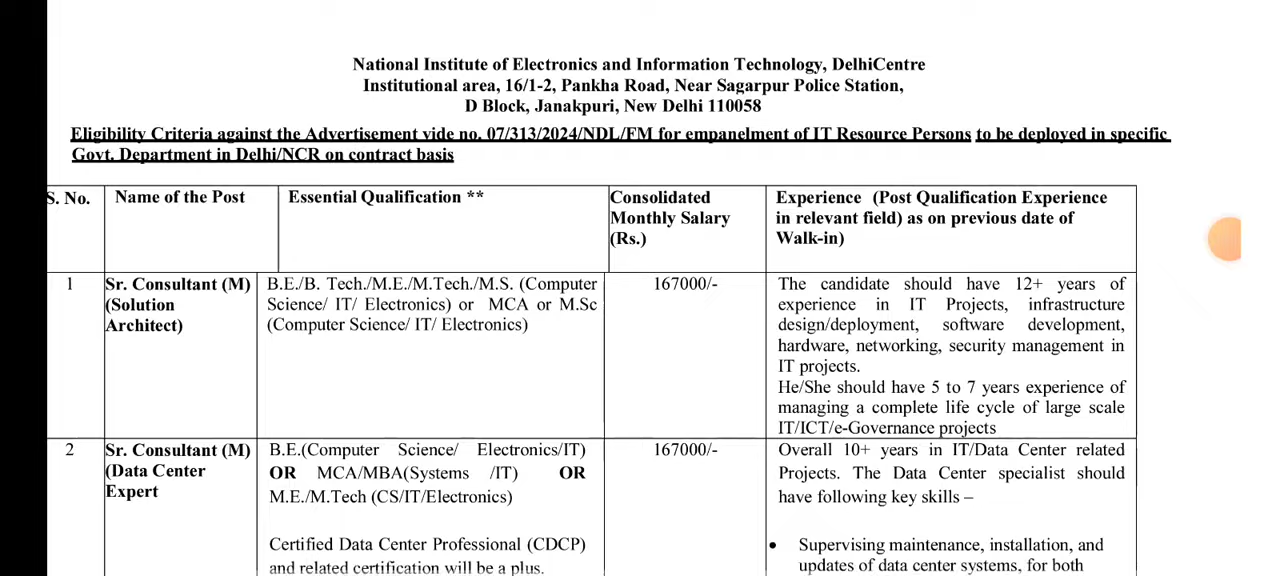 National Institute of Electronics and Information Technology, DelhiCentre
Institutional area, 16/1-2, Pankha Road, Near Sagarpur Police Station,
D Block, Janakpuri, New Delhi 110058
Eligibility Criteria against the Advertisement vide no. 07/313/2024/NDL/FM for empanelment of IT Resource Persons to be deployed in specific
Govt. Department in Delhi/NCR on contract basis
S. No.
Name of the Post
Essential Qualification **
Consolidated
Monthly Salary
(Rs.)
Experience (Post Qualification Experience
in relevant field) as on previous date of
Walk-in)
1
Sr. Consultant (M)
(Solution
Architect)
B.E./B. Tech./M.E./M.Tech./M.S. (Computer
Science/ IT/ Electronics) or MCA or M.Sc
(Computer Science/ IT/ Electronics)
167000/-
The candidate should have 12+ years of
experience in IT Projects, infrastructure
design/deployment, software development,
hardware, networking, security management in
IT projects.
He/She should have 5 to 7 years experience of
managing a complete life cycle of large scale
IT/ICT/e-Governance projects
2
Sr. Consultant (M)
(Data Center
Expert
B.E.(Computer Science/ Electronics/IT)
OR MCA/MBA(Systems /IT) OR
M.E./M.Tech (CS/IT/Electronics)
Certified Data Center Professional (CDCP)
and related certification will be a plus.
167000/-
Overall 10+ years in IT/Data Center related
Projects. The Data Center specialist should
have following key skills –
• Supervising maintenance, installation, and
updates of data center systems, for both